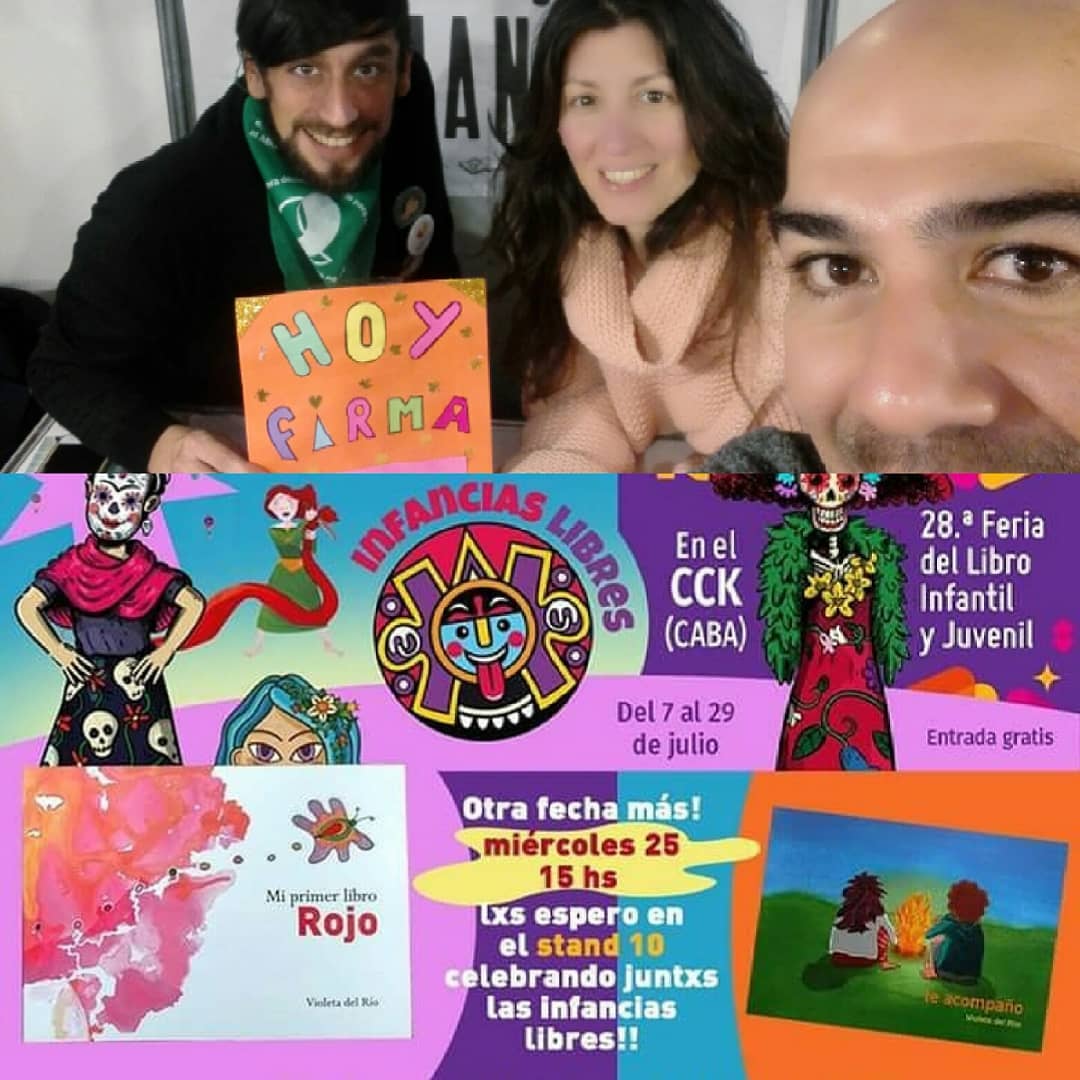 AN
HOY
FIRMA
INFANCIAS LIBRES
En el
CCK
(CABA)
28.ª Feria
del Libro
Infantil
y Juvenil
Del 7 al 29
de julio
Entrada gratis
Mi primer libro
Rojo
Violeta del Río
Otra fecha más!
miércoles 25
15 hs
lxs espero en
el stand 10
celebrando juntxs
las infancias
libres!!
Te acompaño
Violeta del Río